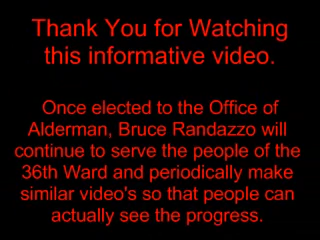 Thank You for Watching
this informative video.
Once elected to the Office of
Alderman, Bruce Randazzo will
continue to serve the people of the
36th Ward and periodically make
similar video's so that people can
actually see the progress.